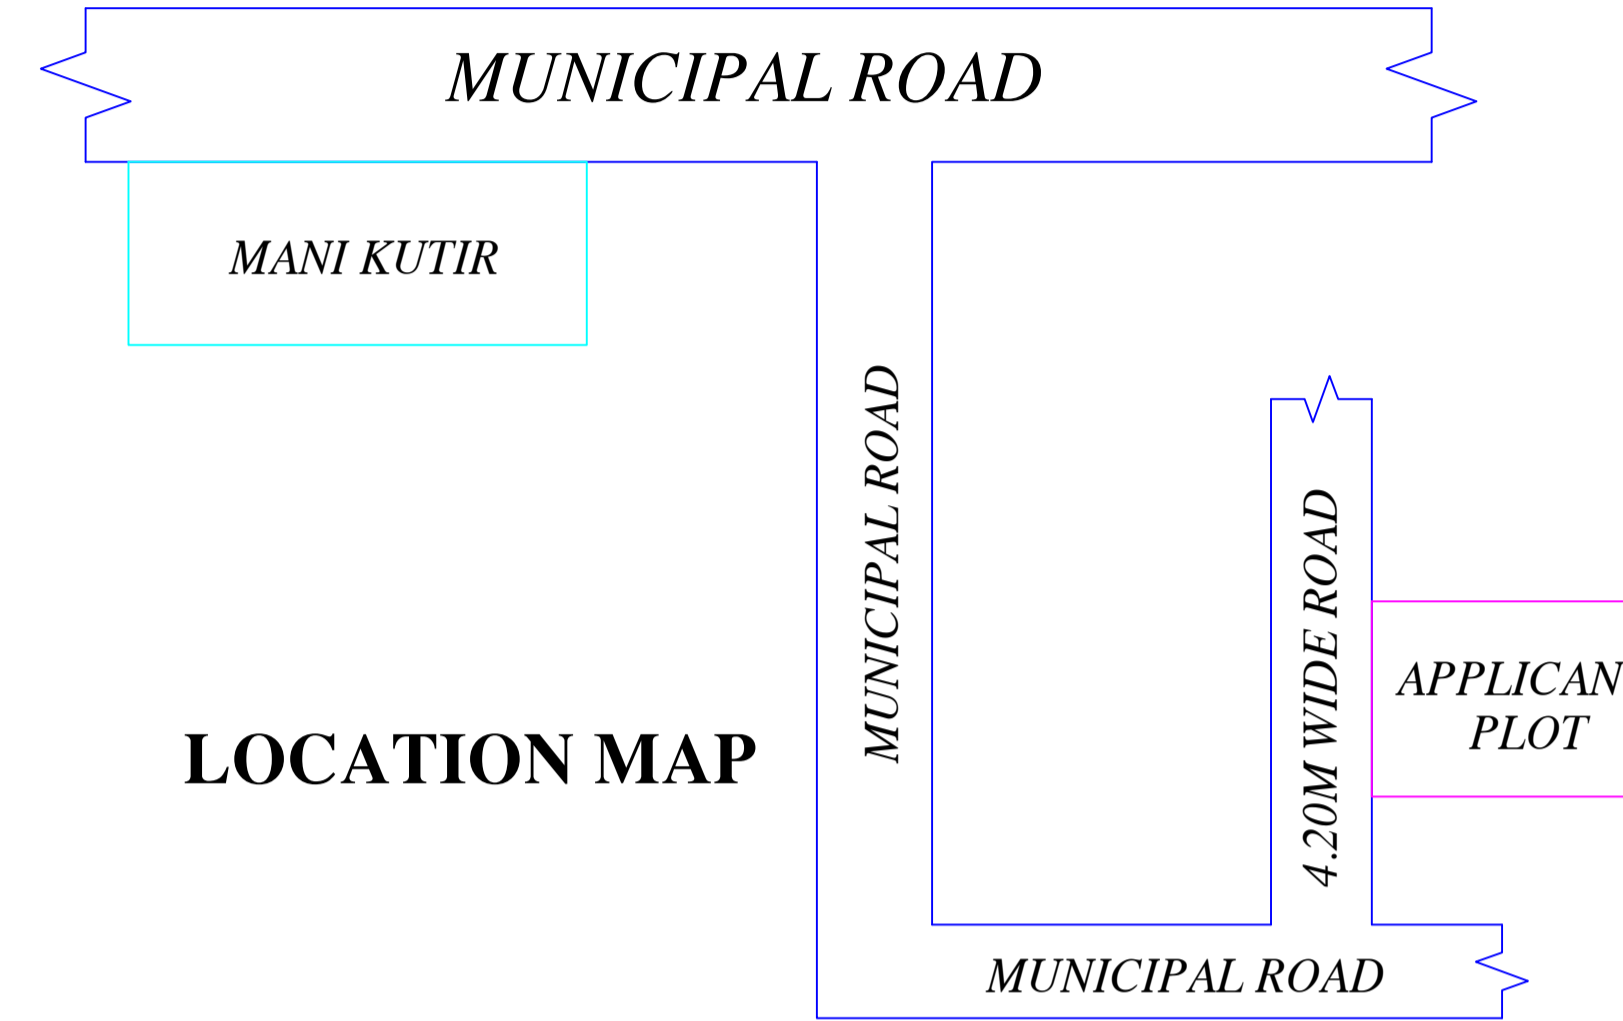 MUNICIPAL ROAD
MANI KUTIR
MUNICIPAL ROAD
4.20M WIDE ROAD
APPLICAN
PLOT
LOCATION MAP
MUNICIPAL ROAD